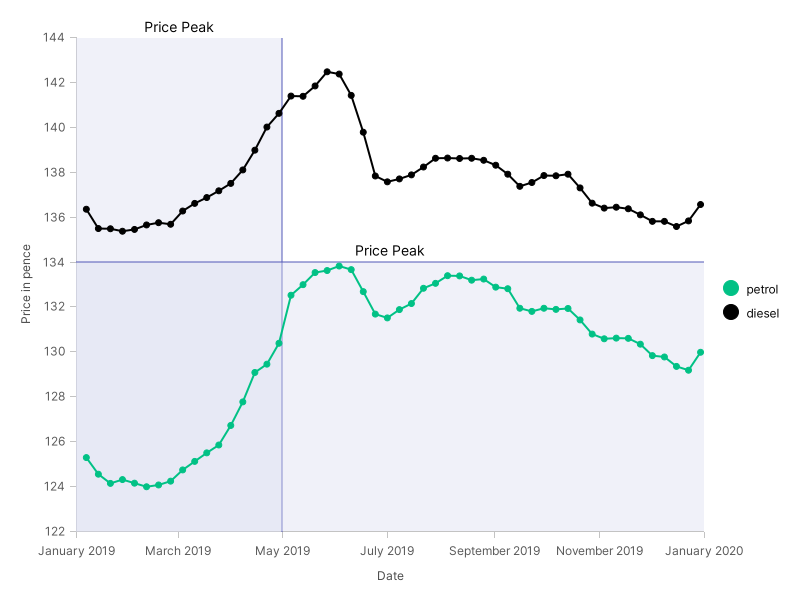 Price Peak
144
142
140
138
136
134
132
130
128
126
124
122
Price in pence
Price Peak
January 2019
March 2019
May 2019
July 2019
September 2019
November 2019
January 2020
Date
petrol
diesel